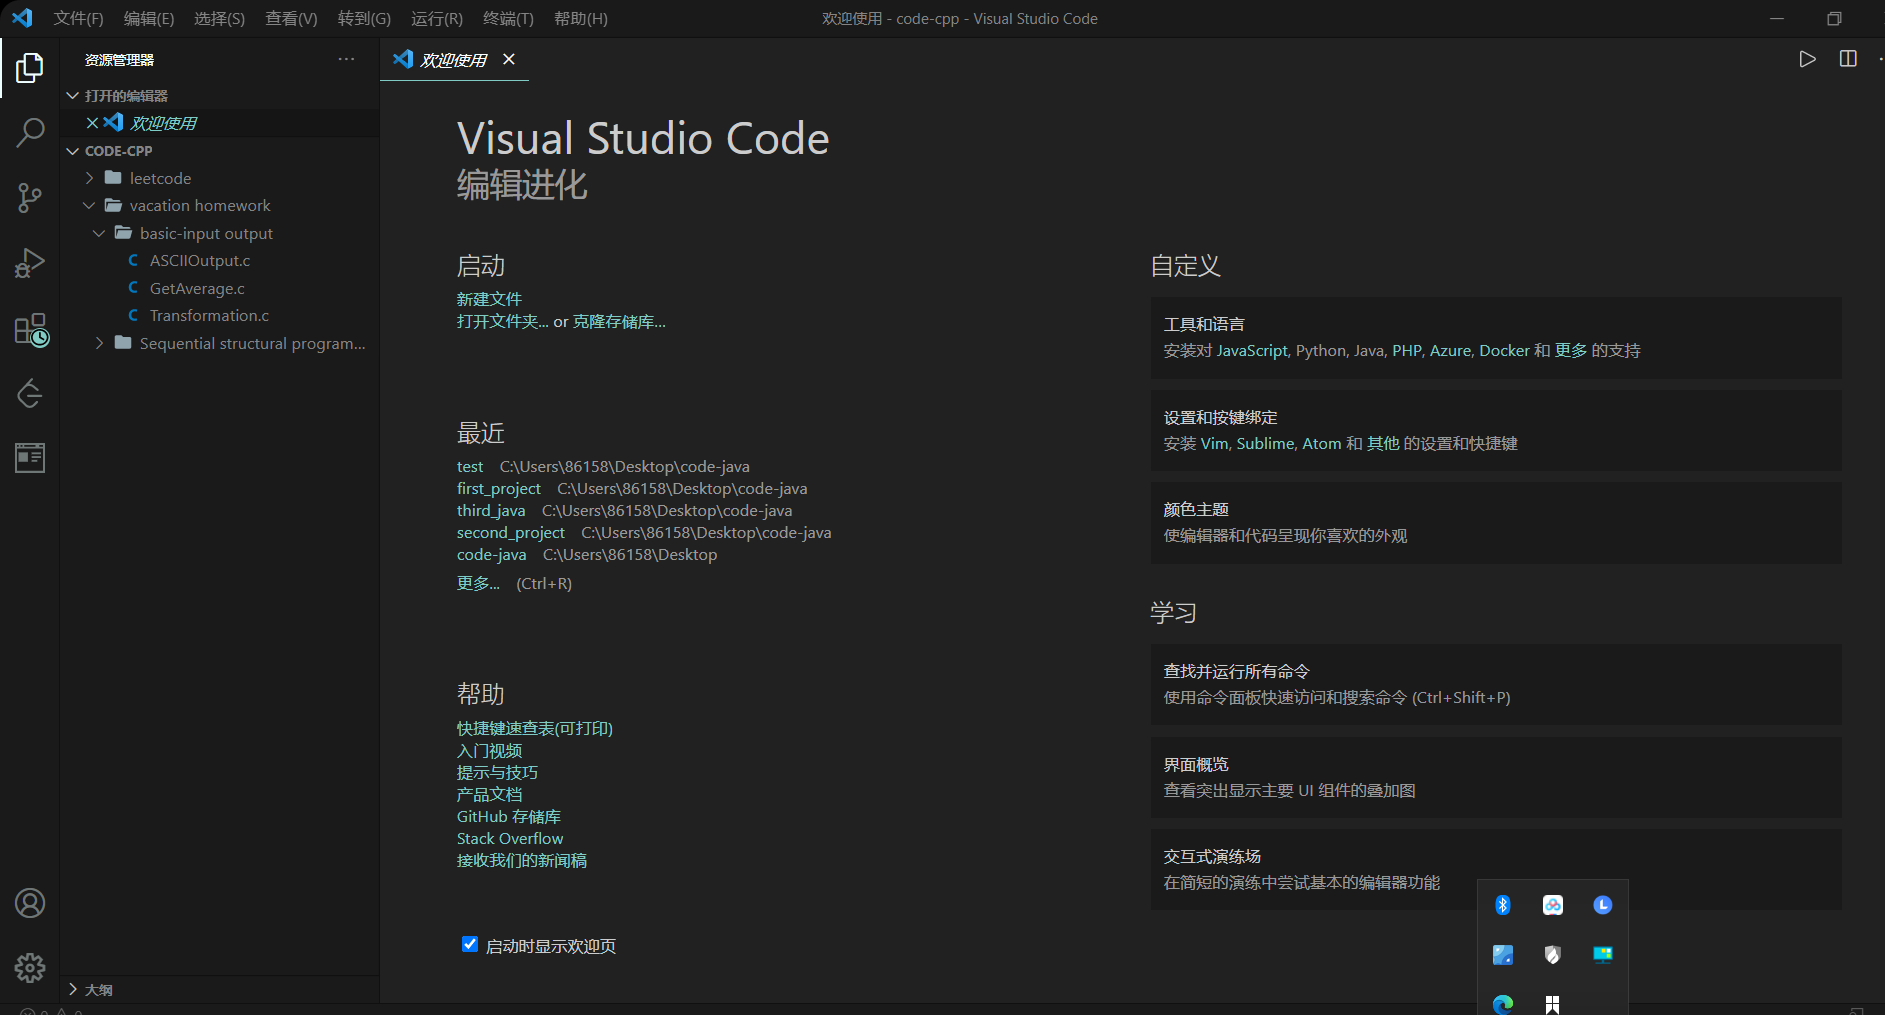 文件(F) 编辑(E) 选择(S) 查看(V) 转到(G) 运行(R) 终端(T) 帮助(H) 欢迎使用 - code-cpp - Visual Studio Code
资源管理器
打开的编辑器
欢迎使用
CODE-CPP
leetcode
vacation homework
basic-input output
ASCIIOutput.c
GetAverage.c
Transformation.c
Sequential structural program...
大纲
欢迎使用
Visual Studio Code
编辑进化
启动
新建文件
打开文件夹... or 克隆存储库...
最近
test C:\Users\86158\Desktop\code-java
first_project C:\Users\86158\Desktop\code-java
third_java C:\Users\86158\Desktop\code-java
second_project C:\Users\86158\Desktop\code-java
code-java C:\Users\86158\Desktop
更多... (Ctrl+R)
帮助
快捷键速查表(可打印)
入门视频
提示与技巧
产品文档
GitHub 存储库
Stack Overflow
接收我们的新闻稿
启动时显示欢迎页
自定义
工具和语言
安装对 JavaScript, Python, Java, PHP, Azure, Docker 和 更多 的支持
设置和按键绑定
安装 Vim, Sublime, Atom 和 其他 的设置和快捷键
颜色主题
使编辑器和代码呈现你喜欢的外观
学习
查找并运行所有命令
使用命令面板快速访问和搜索命令 (Ctrl+Shift+P)
界面概览
查看突出显示主要 UI 组件的叠加图
交互式演练场
在简短的演练中尝试基本的编辑器功能